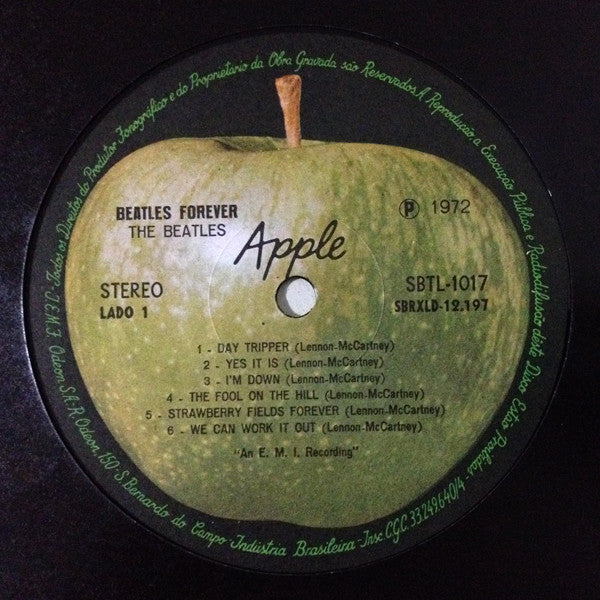 BEATLES FOREVER
THE BEATLES
Apple
Ⓟ 1972
STEREO
LADO 1
SBTL-1017
SBRXLD-12.197
1 - DAY TRIPPER (Lennon-McCartney)
2 - YES IT IS (Lennon-McCartney)
3 - I'M DOWN (Lennon-McCartney)
4 - THE FOOL ON THE HILL (Lennon-McCartney)
5 - STRAWBERRY FIELDS FOREVER (Lennon-McCartney)
6 - WE CAN WORK IT OUT (Lennon-McCartney)
"An E. M. I. Recording"
Todos os Direitos do Produtor Fonográfico e do Proprietário da Obra Gravada são Reservados. A Reprodução a Execução Pública e Radiodifusão deste Disco Estão Proibidas.
Odeon S.A.-R. Odeon, 150-S. Bernardo do Campo-Indústria Brasileira-Insc. C.G.C. 33.249.640/4-